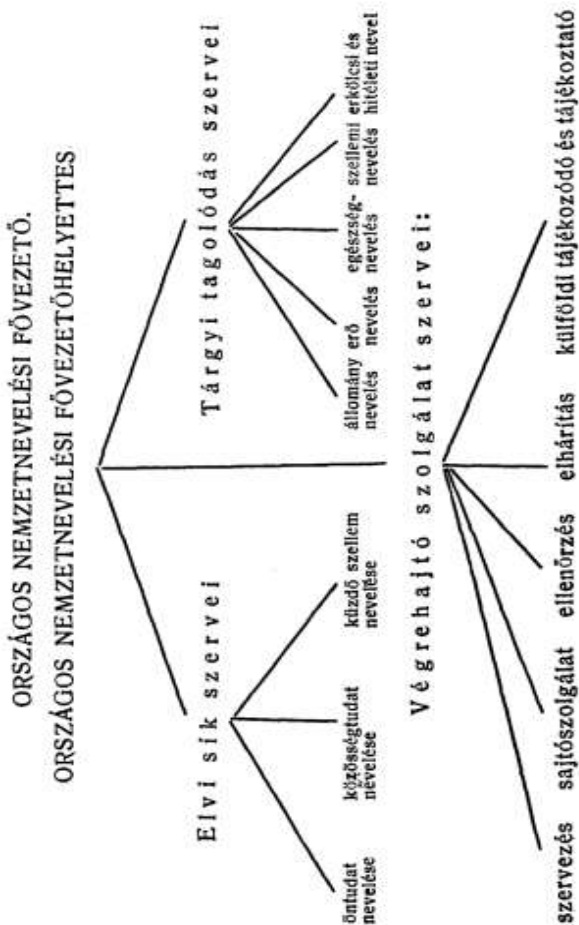 ORSZÁGOS NEMZETNEVELÉSI FŐVEZETŐ.
ORSZÁGOS NEMZETNEVELÉSI FŐVEZETŐHELYETTES
Elvi sík szervei
öntudat
nevelése
közösségtudat
nevelése
küzdő szellem
nevelése
Tárgyi tagolódás szervei
állomány
nevelés
erő
nevelés
egészség-
nevelés
szellemi
nevelés
erkölcsi és
hitéleti nevel
Végrehajtó szolgálat szervei:
szervezés sajtószolgálat ellenőrzés elhárítás külföldi tájékozódó és tájékoztató